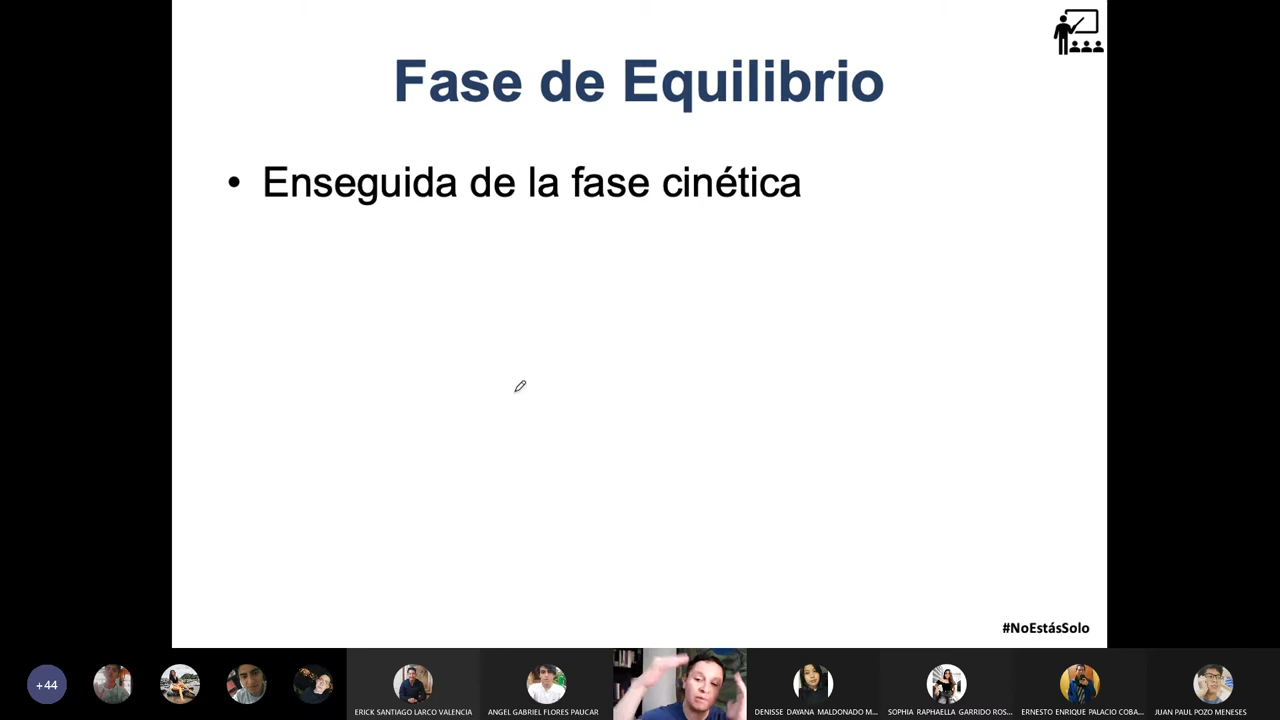 Fase de Equilibrio
• Enseguida de la fase cinética
#NoEstásSolo
+44
ERICK SANTIAGO LARCO VALENCIA
ANGEL GABRIEL FLORES PAUCAR
DENISSE DAYANA MALDONADO M...
SOPHIA RAPHAELLA GARRIDO ROS...
ERNESTO ENRIQUE PALACIO COBA...
JUAN PAUL POZO MENESES